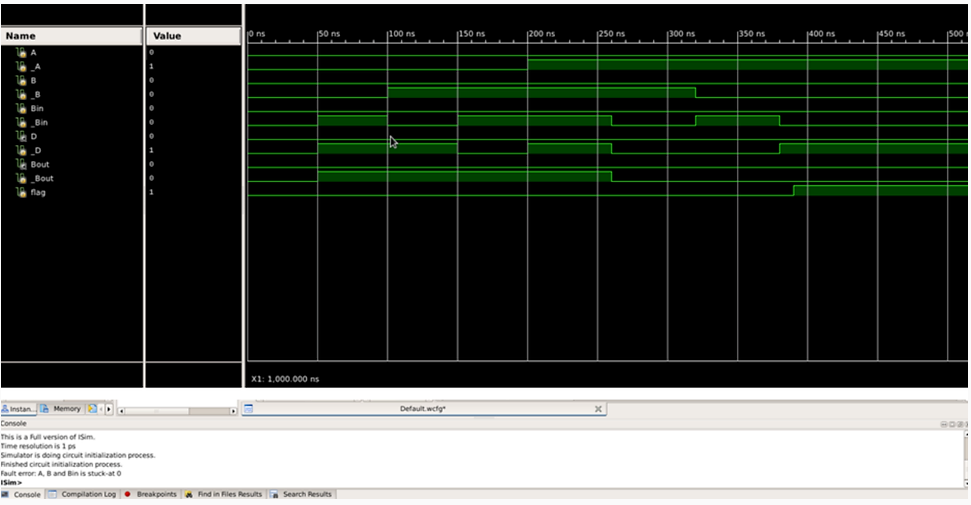 Name Value
0 ns 50 ns 100 ns 150 ns 200 ns 250 ns 300 ns 350 ns 400 ns 450 ns 500
A 0
_A 1
B 0
_B 0
Bin 0
_Bin 0
D 0
_D 1
Bout 0
_Bout 0
flag 1
X1: 1,000.000 ns
Instan... Memory Default.wcfg*
Console
This is a Full version of ISim.
Time resolution is 1 ps
Simulator is doing circuit initialization process.
Finished circuit initialization process.
Fault error: A, B and Bin is stuck-at 0
ISim>
Console Compilation Log Breakpoints Find in Files Results Search Results